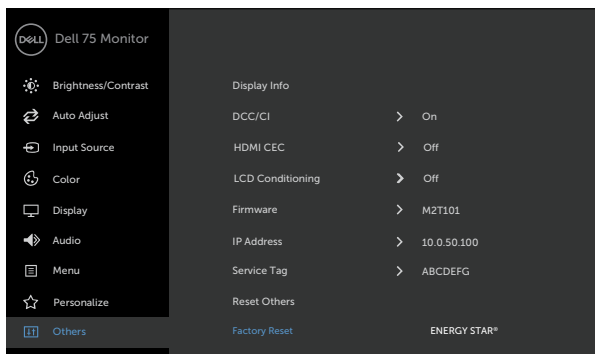 DELL Dell 75 Monitor
Brightness/Contrast Display Info
Auto Adjust DCC/CI On
Input Source HDMI CEC Off
Color LCD Conditioning Off
Display Firmware M2T101
Audio IP Address 10.0.50.100
Menu Service Tag ABCDEFG
Personalize Reset Others
Others Factory Reset ENERGY STAR®